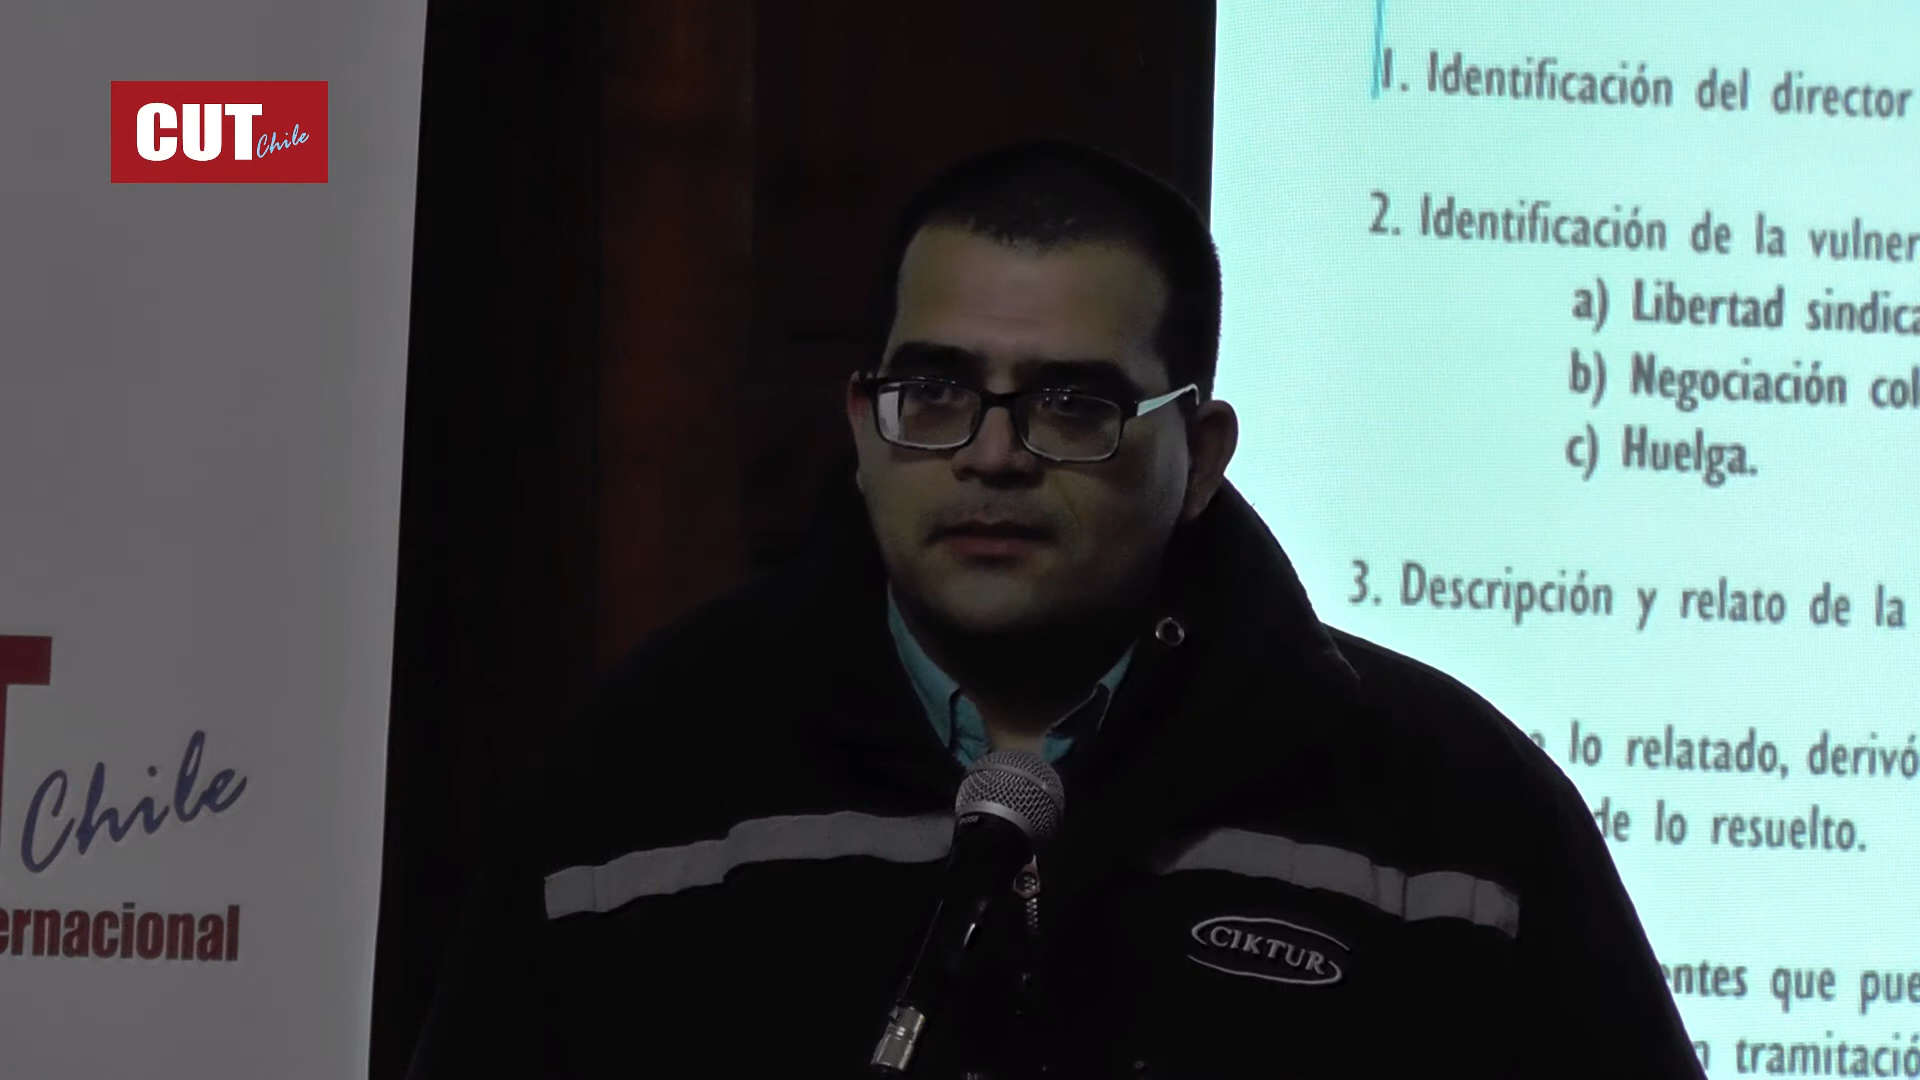 CUT Chile
1. Identificación del director
2. Identificación de la vulner
a) Libertad sindica
b) Negociación col
c) Huelga.
3. Descripción y relato de la
lo relatado, derivó
de lo resuelto.
entes que pue
tramitació
T
Chile
ernacional
CIKTUR